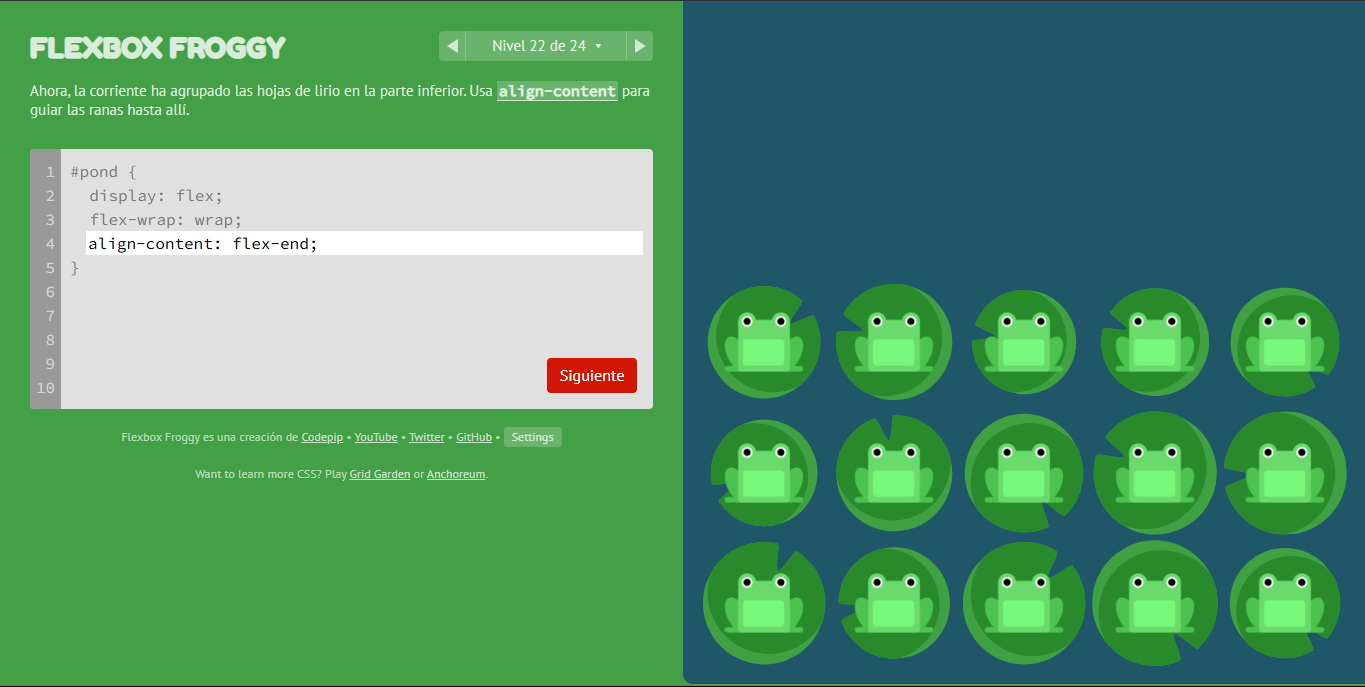 FLEXBOX FROGGY
Nivel 22 de 24
Ahora, la corriente ha agrupado las hojas de lirio en la parte inferior. Usa align-content para
guiar las ranas hasta allí.
1 #pond {
2 display: flex;
3 flex-wrap: wrap;
4 align-content: flex-end;
5 }
6
7
8
9
10
Siguiente
Flexbox Froggy es una creación de Codepip • YouTube • Twitter • GitHub • Settings
Want to learn more CSS? Play Grid Garden or Anchoreum.